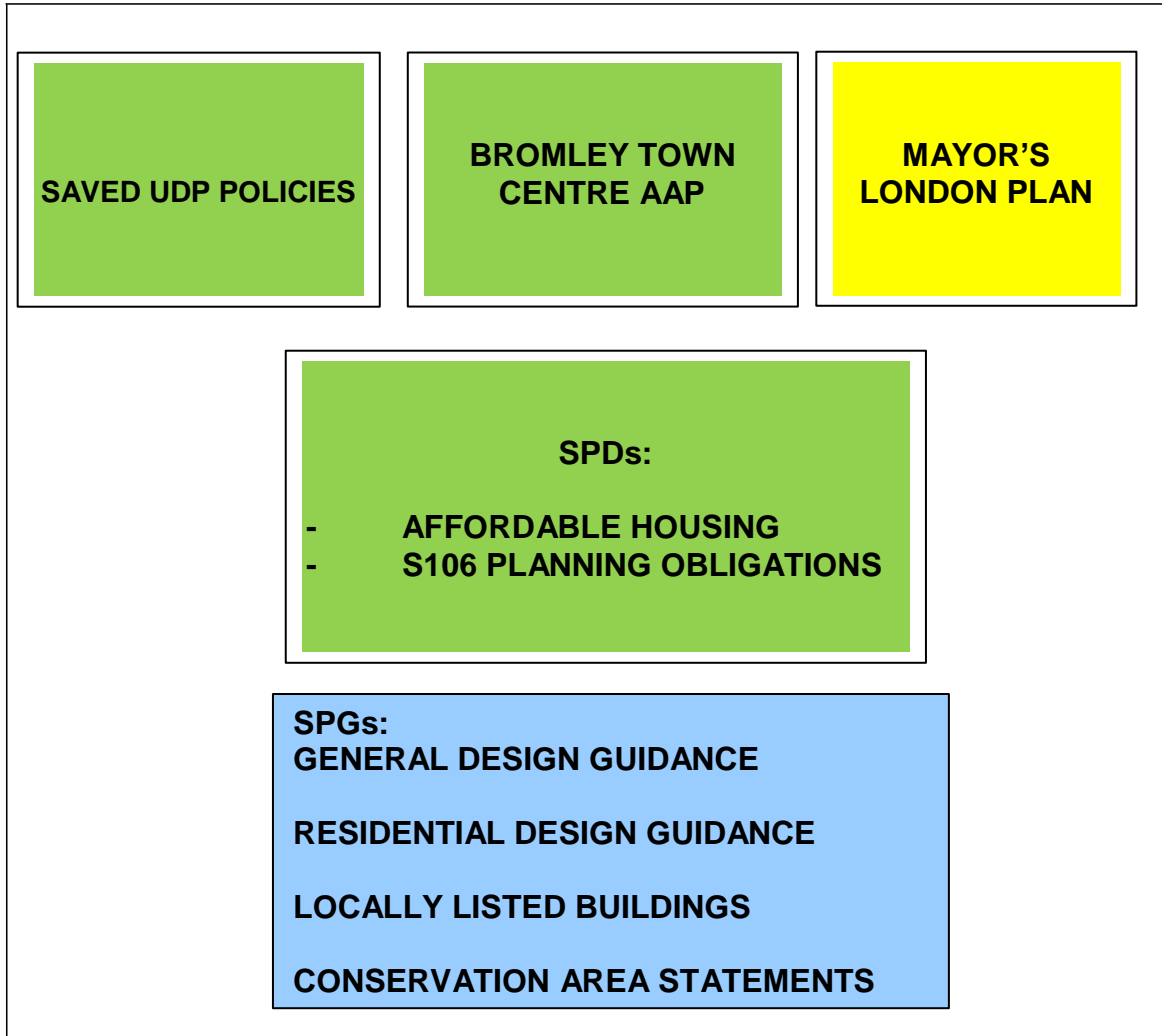 SAVED UDP POLICIES
BROMLEY TOWN
CENTRE AAP
MAYOR’S
LONDON PLAN
SPDs:
- AFFORDABLE HOUSING
- S106 PLANNING OBLIGATIONS
SPGs:
GENERAL DESIGN GUIDANCE
RESIDENTIAL DESIGN GUIDANCE
LOCALLY LISTED BUILDINGS
CONSERVATION AREA STATEMENTS